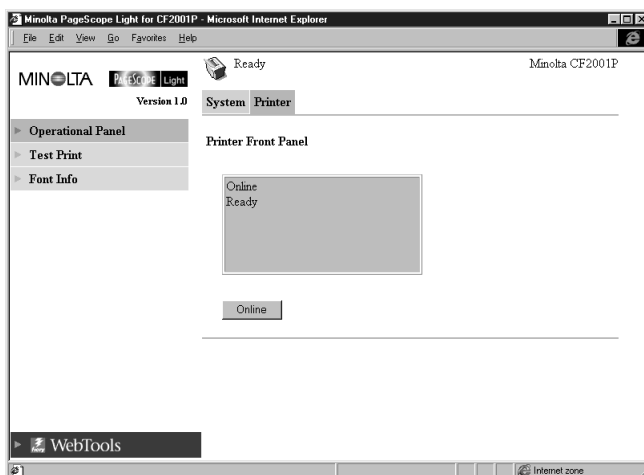 Minolta PageScope Light for CF2001P - Microsoft Internet Explorer
File Edit View Go Favorites Help
MINOLTA PAGESCOPE Light
Version 1.0
Ready
Minolta CF2001P
System Printer
Operational Panel
Test Print
Font Info
Printer Front Panel
Online
Ready
Online
fiery WebTools
Internet zone